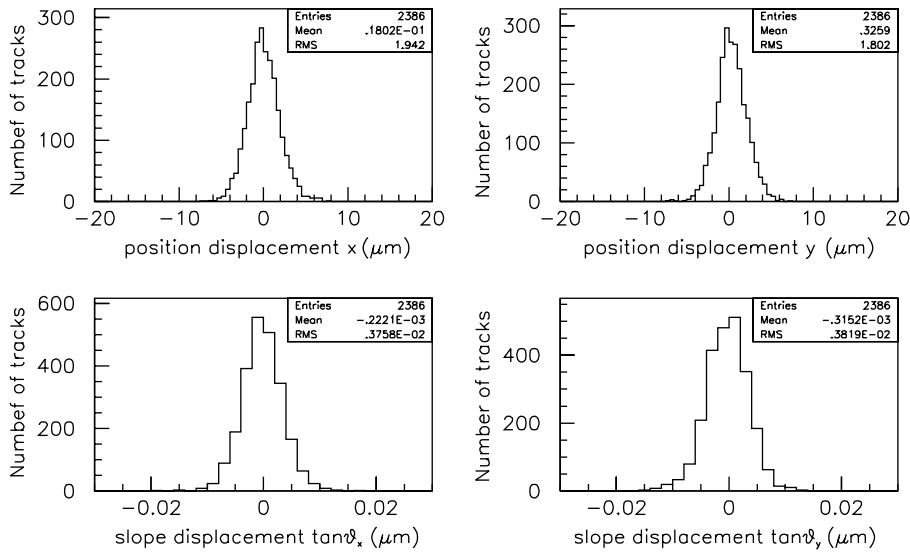 Numbef of tracks
300
200
100
0
Entries 2386
Mean .1802E-01
RMS 1.942
-20 -10 0 10 20
position displacement x (μm)
Number of tracks
300
200
100
0
Entries 2386
Mean .3259
RMS 1.802
-20 -10 0 10 20
position displacement y (μm)
Numbef of tracks
600
400
200
0
Entries 2386
Mean -.2221E-03
RMS .3758E-02
-0.02 0 0.02
slope displacement tanϑx (μm)
Number of tracks
400
200
0
Entries 2386
Mean -.3152E-03
RMS .3819E-02
-0.02 0 0.02
slope displacement tanϑy (μm)